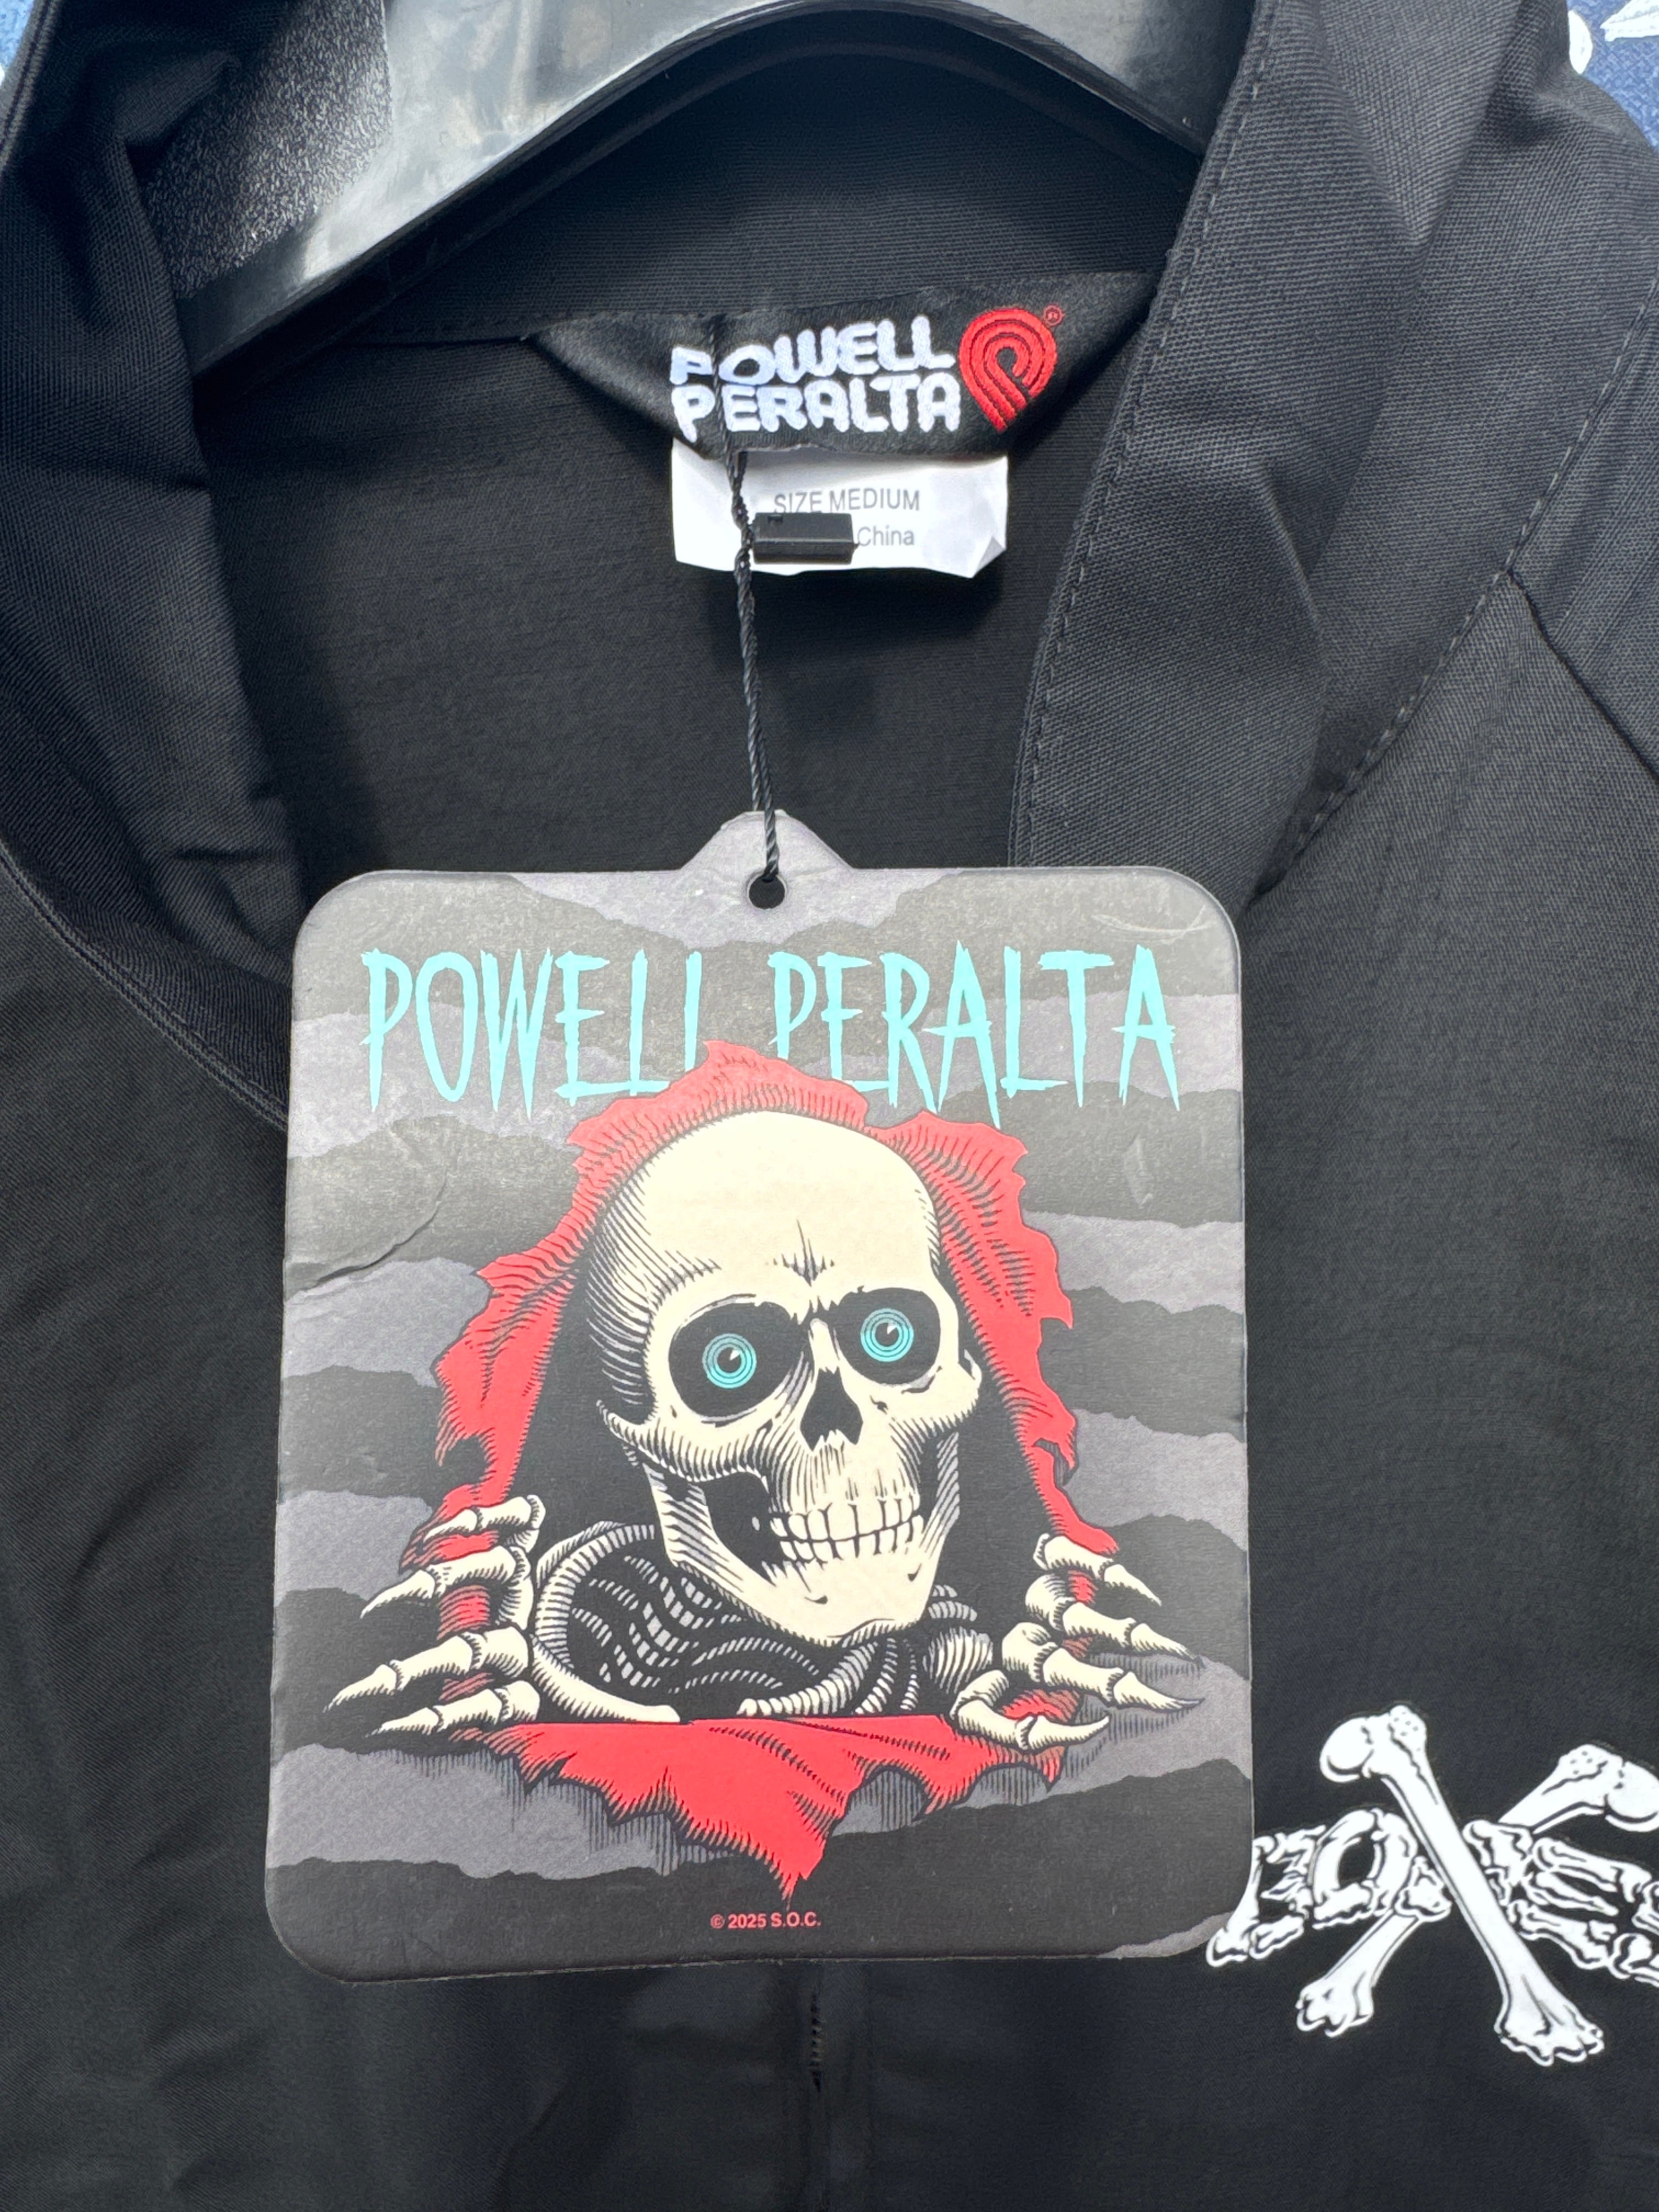 POWELL
PERALTA
®
SIZE MEDIUM
China
POWELL PERALTA
© 2025 S.O.C.